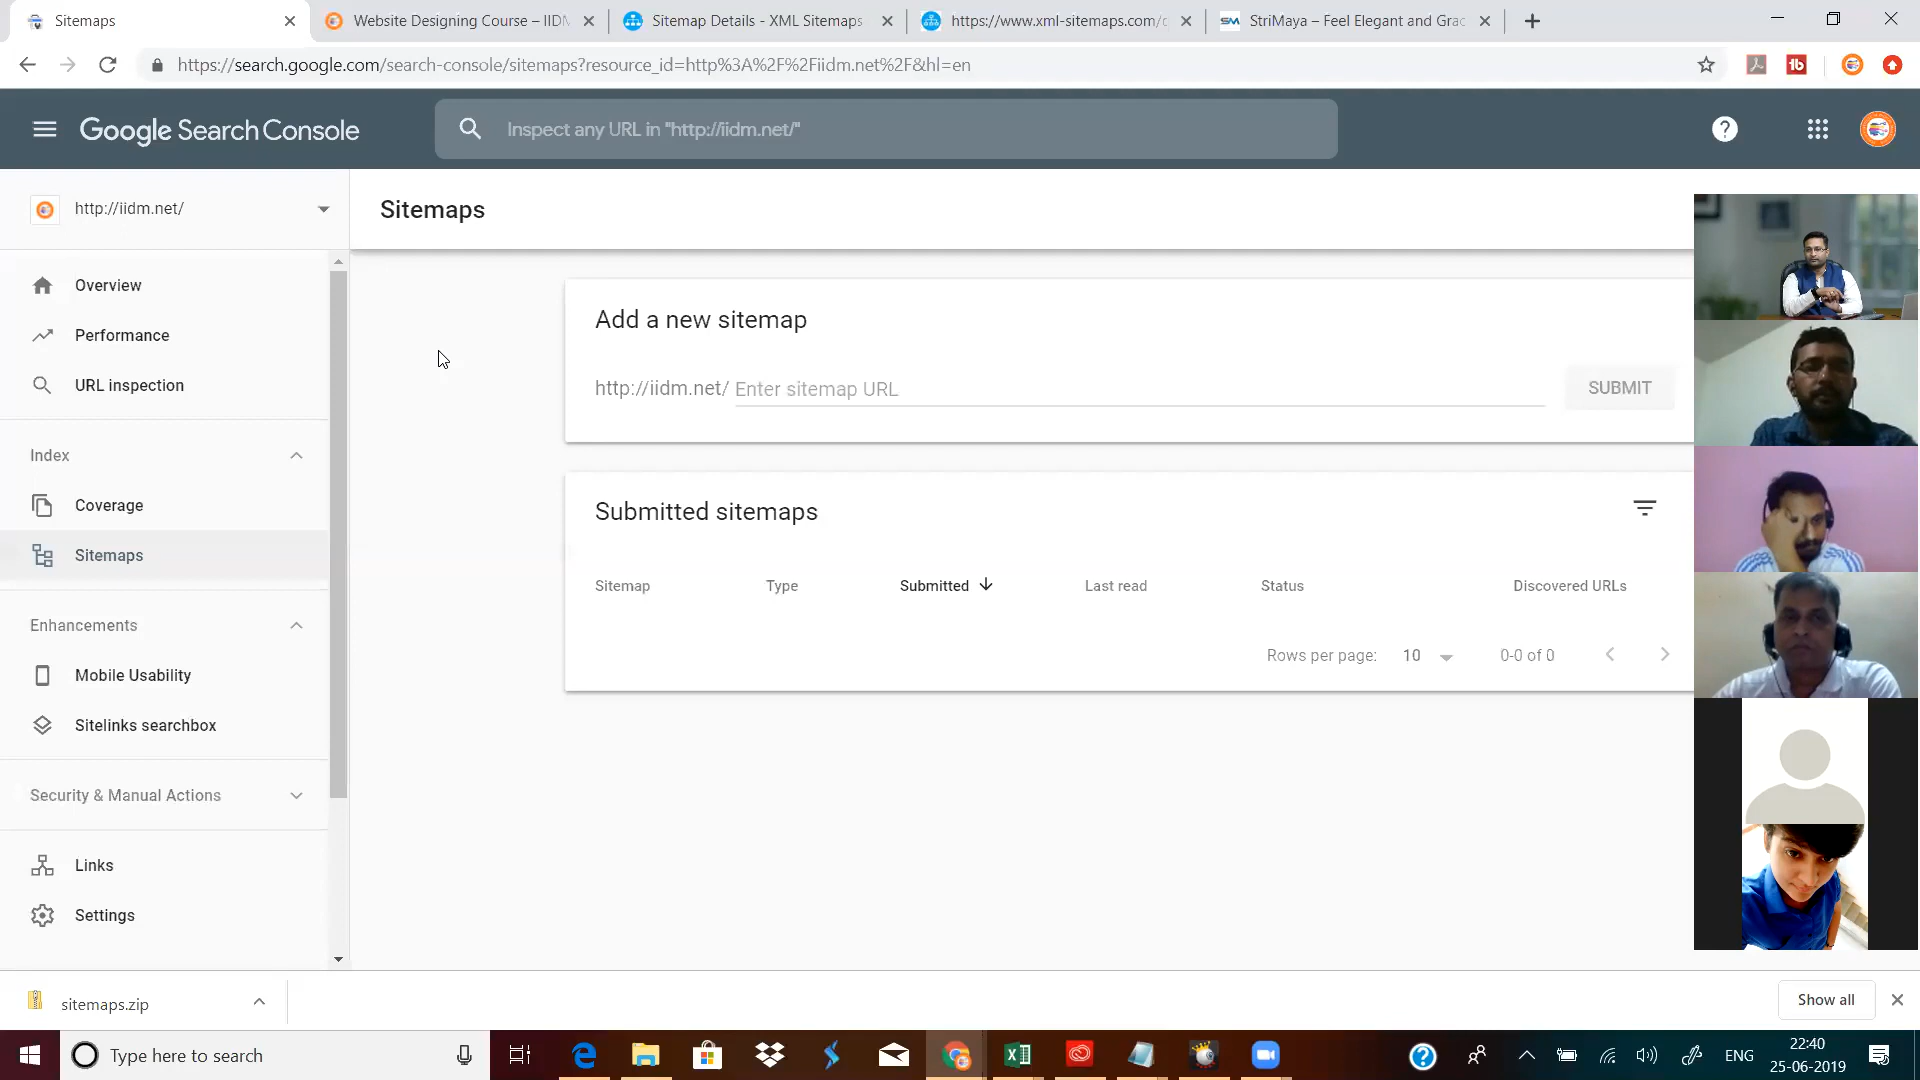 Sitemaps
Website Designing Course – IIDM
Sitemap Details - XML Sitemaps
https://www.xml-sitemaps.com/d
StriMaya – Feel Elegant and Grac
https://search.google.com/search-console/sitemaps?resource_id=http%3A%2F%2Fiidm.net%2F&hl=en
Google Search Console
Inspect any URL in "http://iidm.net/"
http://iidm.net/
Sitemaps
Overview
Performance
URL inspection
Index
Coverage
Sitemaps
Enhancements
Mobile Usability
Sitelinks searchbox
Security & Manual Actions
Links
Settings
Add a new sitemap
http://iidm.net/ Enter sitemap URL
SUBMIT
Submitted sitemaps
Sitemap Type Submitted Last read Status Discovered URLs
Rows per page: 10 0-0 of 0
sitemaps.zip
Show all
Type here to search
ENG
22:40
25-06-2019